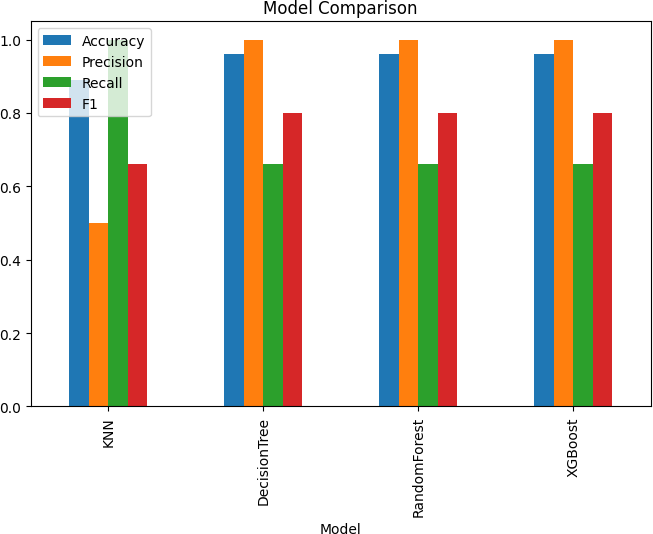 Model Comparison
Accuracy
Precision
Recall
F1
1.0
0.8
0.6
0.4
0.2
0.0
KNN
DecisionTree
RandomForest
XGBoost
Model